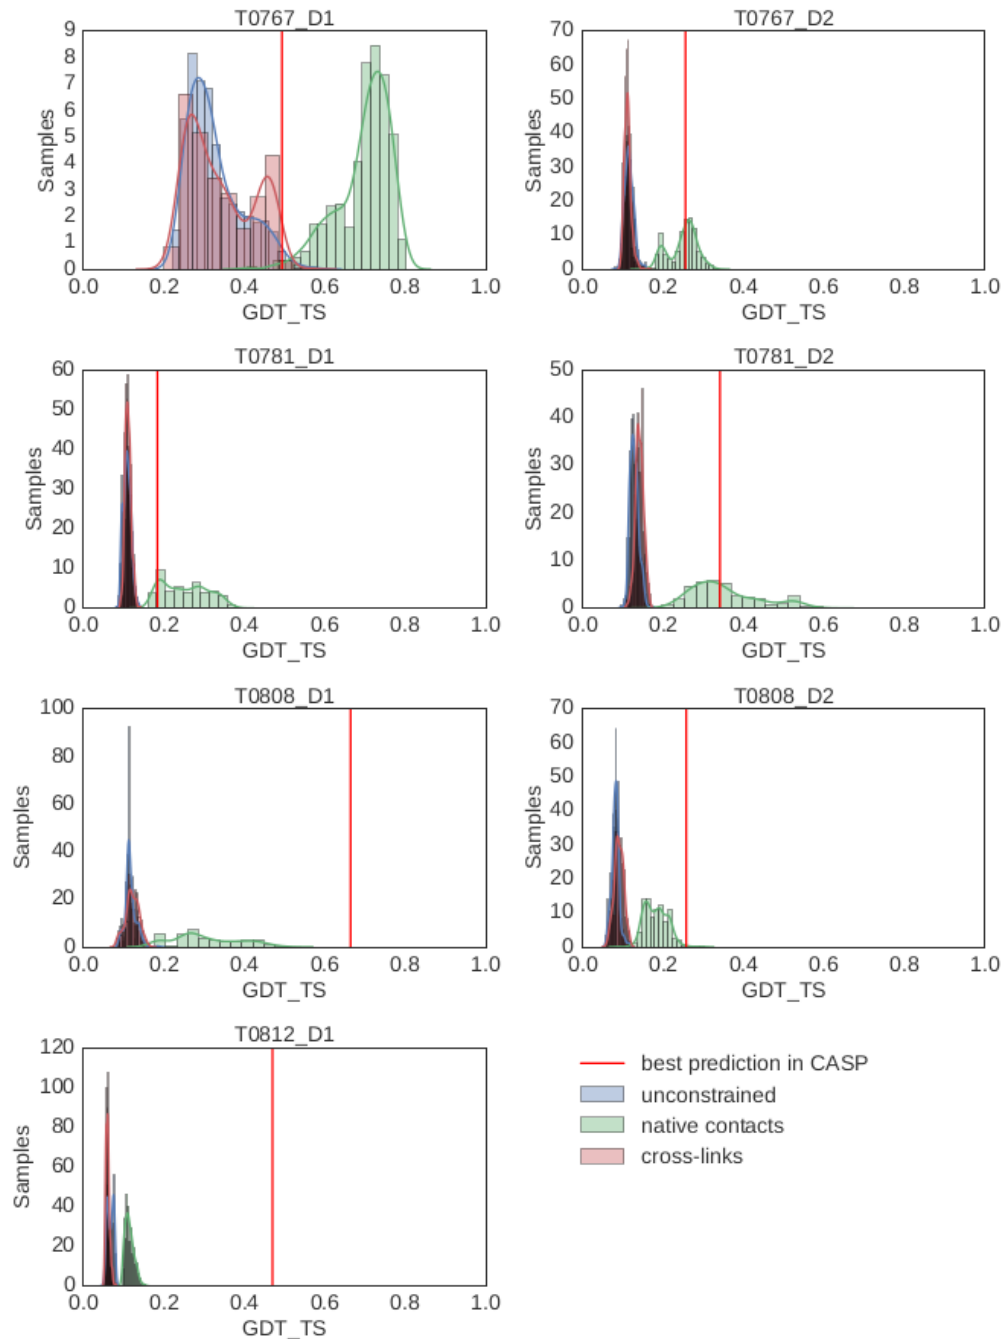 T0767_D1
9
8
7
6
5
4
3
2
1
0
Samples
0.0 0.2 0.4 0.6 0.8 1.0
GDT_TS
T0767_D2
70
60
50
40
30
20
10
0
Samples
0.0 0.2 0.4 0.6 0.8 1.0
GDT_TS
T0781_D1
60
50
40
30
20
10
0
Samples
0.0 0.2 0.4 0.6 0.8 1.0
GDT_TS
T0781_D2
50
40
30
20
10
0
Samples
0.0 0.2 0.4 0.6 0.8 1.0
GDT_TS
T0808_D1
100
80
60
40
20
0
Samples
0.0 0.2 0.4 0.6 0.8 1.0
GDT_TS
T0808_D2
70
60
50
40
30
20
10
0
Samples
0.0 0.2 0.4 0.6 0.8 1.0
GDT_TS
T0812_D1
120
100
80
60
40
20
0
Samples
0.0 0.2 0.4 0.6 0.8 1.0
GDT_TS
best prediction in CASP
unconstrained
native contacts
cross-links